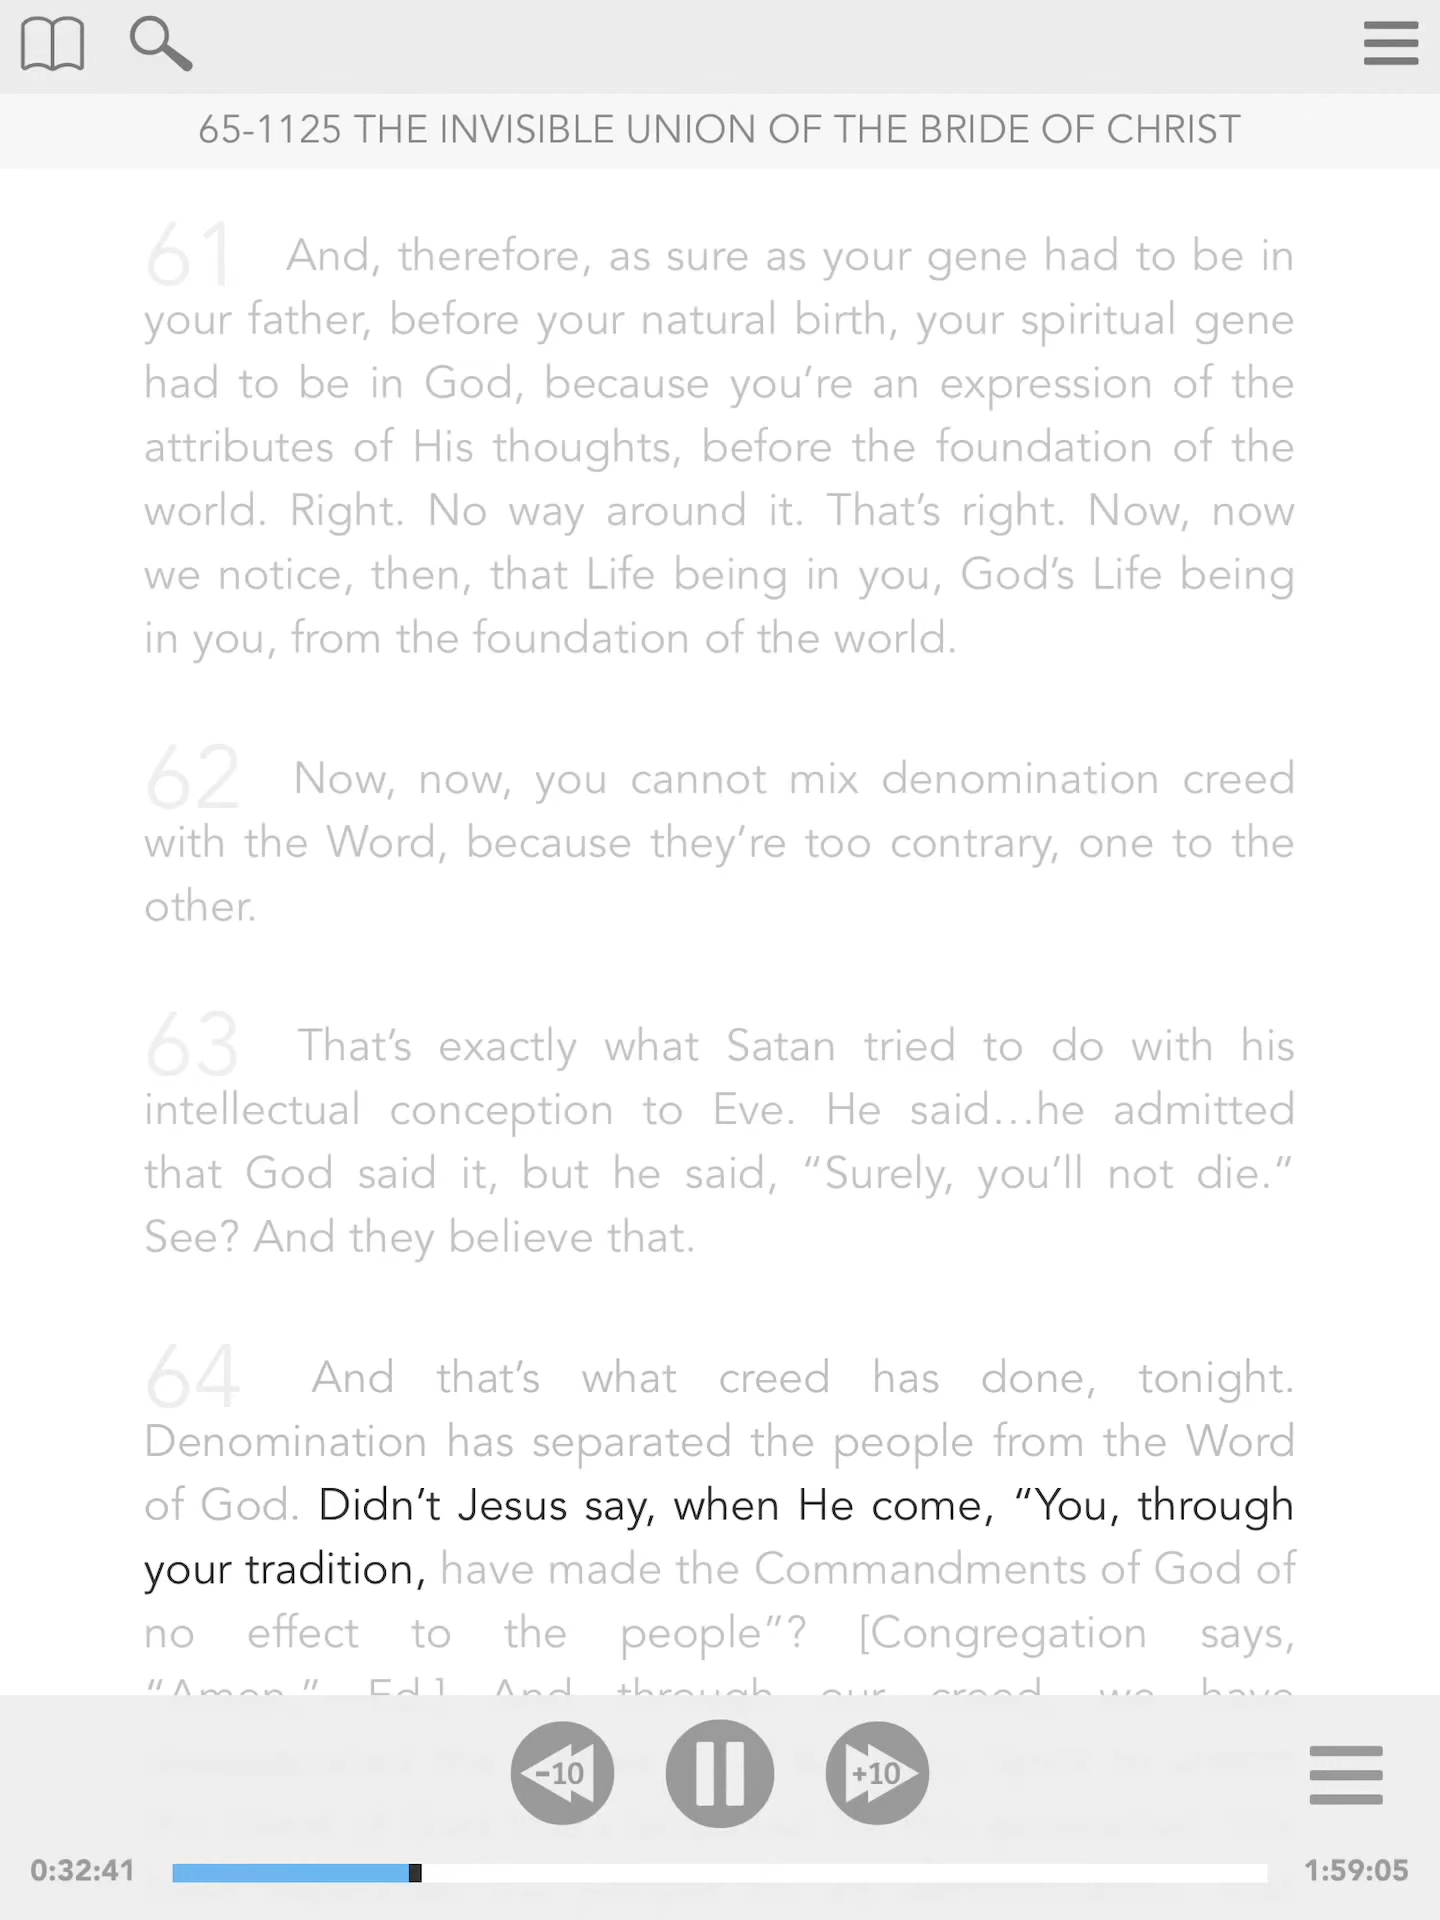 65-1125 THE INVISIBLE UNION OF THE BRIDE OF CHRIST
61 And, therefore, as sure as your gene had to be in
your father, before your natural birth, your spiritual gene
had to be in God, because you’re an expression of the
attributes of His thoughts, before the foundation of the
world. Right. No way around it. That’s right. Now, now
we notice, then, that Life being in you, God’s Life being
in you, from the foundation of the world.
62 Now, now, you cannot mix denomination creed
with the Word, because they’re too contrary, one to the
other.
63 That’s exactly what Satan tried to do with his
intellectual conception to Eve. He said…he admitted
that God said it, but he said, “Surely, you’ll not die.”
See? And they believe that.
64 And that’s what creed has done, tonight.
Denomination has separated the people from the Word
of God. Didn’t Jesus say, when He come, “You, through
your tradition, have made the Commandments of God of
no effect to the people”? [Congregation says,
“Amen.” Ed.] And through our creed, we have
-10 +10
0:32:41 1:59:05